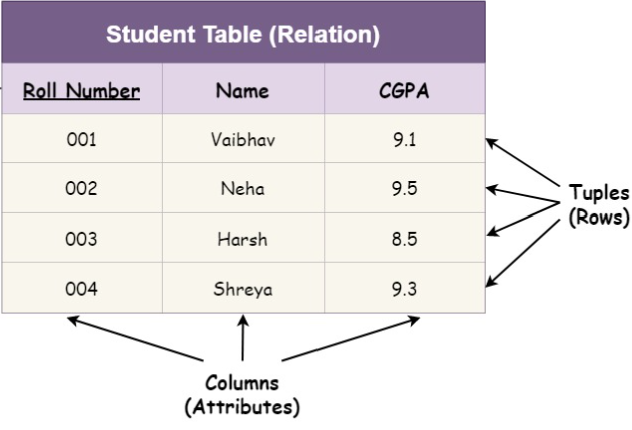 Student Table (Relation)
Roll Number Name CGPA
001 Vaibhav 9.1
002 Neha 9.5
003 Harsh 8.5
004 Shreya 9.3
Tuples
(Rows)
Columns
(Attributes)